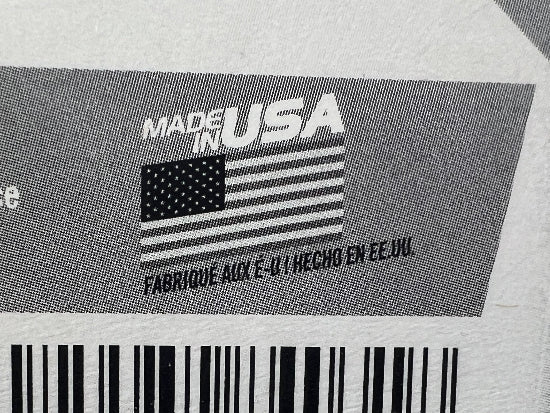 MADE IN USA
FABRIQUÉ AUX É-U | HECHO EN EE.UU.